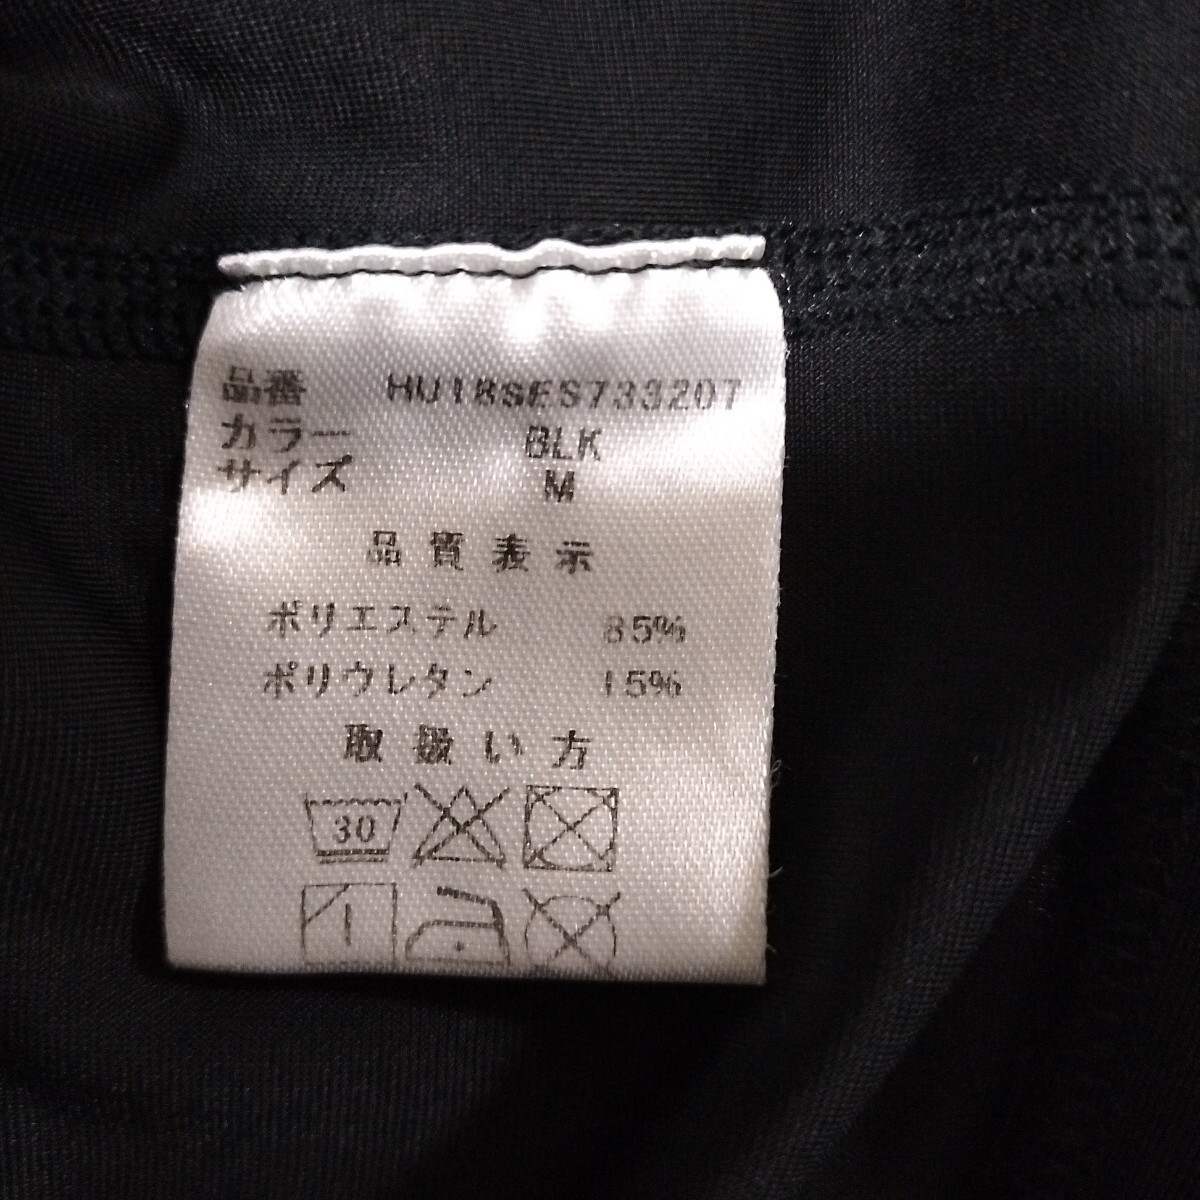 品番 HU18SES733207
カラー BLK
サイズ M
品質表示
ポリエステル 85%
ポリウレタン 15%
取扱い方
30